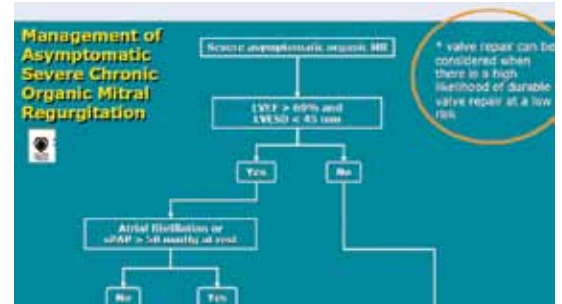 Management of
Asymptomatic
Severe Chronic
Organic Mitral
Regurgitation
Severe asymptomatic organic MR
* valve repair can be
considered when
there is a high
likelihood of durable
valve repair at a low
risk
LVEF > 60% and
LVESD < 45 mm
Yes
No
Atrial fibrillation or
sPAP > 50 mmHg at rest
No
Yes